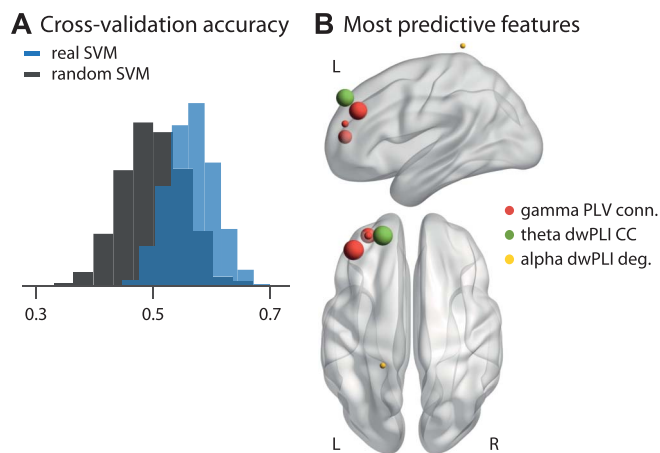 A Cross-validation accuracy
real SVM
random SVM
0.3 0.5 0.7
B Most predictive features
L
gamma PLV conn.
theta dwPLI CC
alpha dwPLI deg.
L R